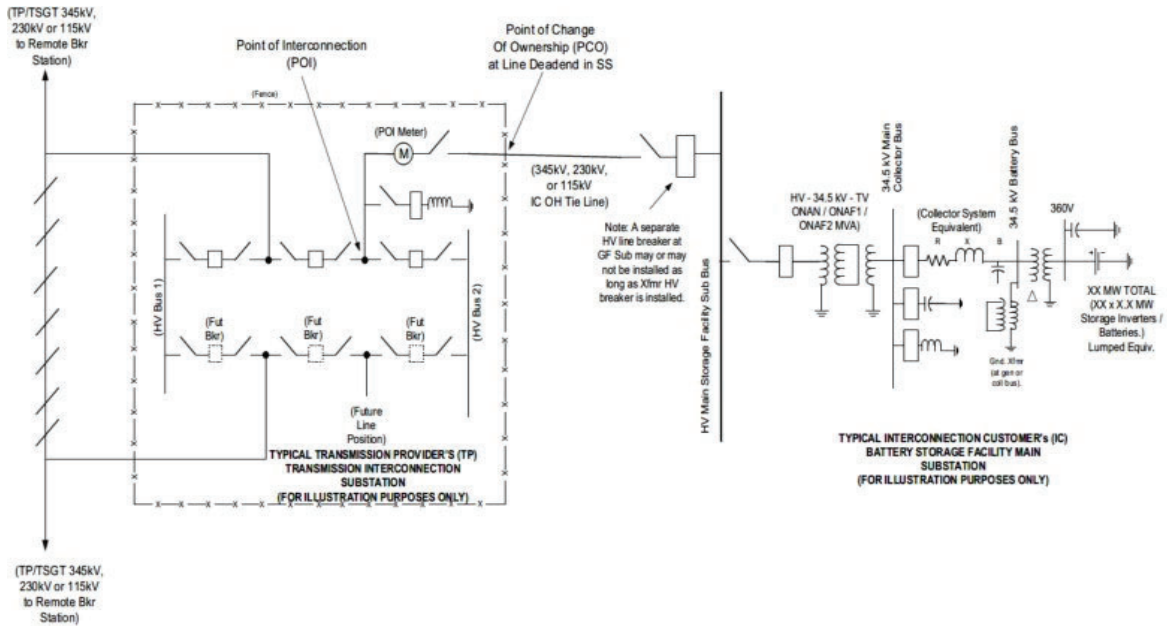 (TP/TSGT 345kV,
230kV or 115kV
to Remote Bkr
Station)
Point of Interconnection
(POI)
Point of Change
Of Ownership (PCO)
at Line Deadend in SS
(Fence)
(POI Meter)
M
(345kV, 230kV,
or 115kV
IC OH Tie Line)
Note: A separate
HV line breaker at
GF Sub may or may
not be installed as
long as Xfmr HV
breaker is installed.
(HV Bus 1)
(HV Bus 2)
(Fut
Bkr)
(Fut
Bkr)
(Fut
Bkr)
(Future
Line
Position)
TYPICAL TRANSMISSION PROVIDER'S (TP)
TRANSMISSION INTERCONNECTION
SUBSTATION
(FOR ILLUSTRATION PURPOSES ONLY)
(TP/TSGT 345kV,
230kV or 115kV
to Remote Bkr
Station)
HV Main Storage Facility Sub Bus
HV - 34.5 kV - TV
ONAN / ONAF1 /
ONAF2 MVA)
34.5 kV Main
Collector Bus
(Collector System
Equivalent)
R
X
B
34.5 kV Battery Bus
360V
Gnd. Xfmr
(at gen or
coll bus).
XX MW TOTAL
(XX x X.X MW
Storage Inverters /
Batteries.)
Lumped Equiv.
TYPICAL INTERCONNECTION CUSTOMER's (IC)
BATTERY STORAGE FACILITY MAIN
SUBSTATION
(FOR ILLUSTRATION PURPOSES ONLY)